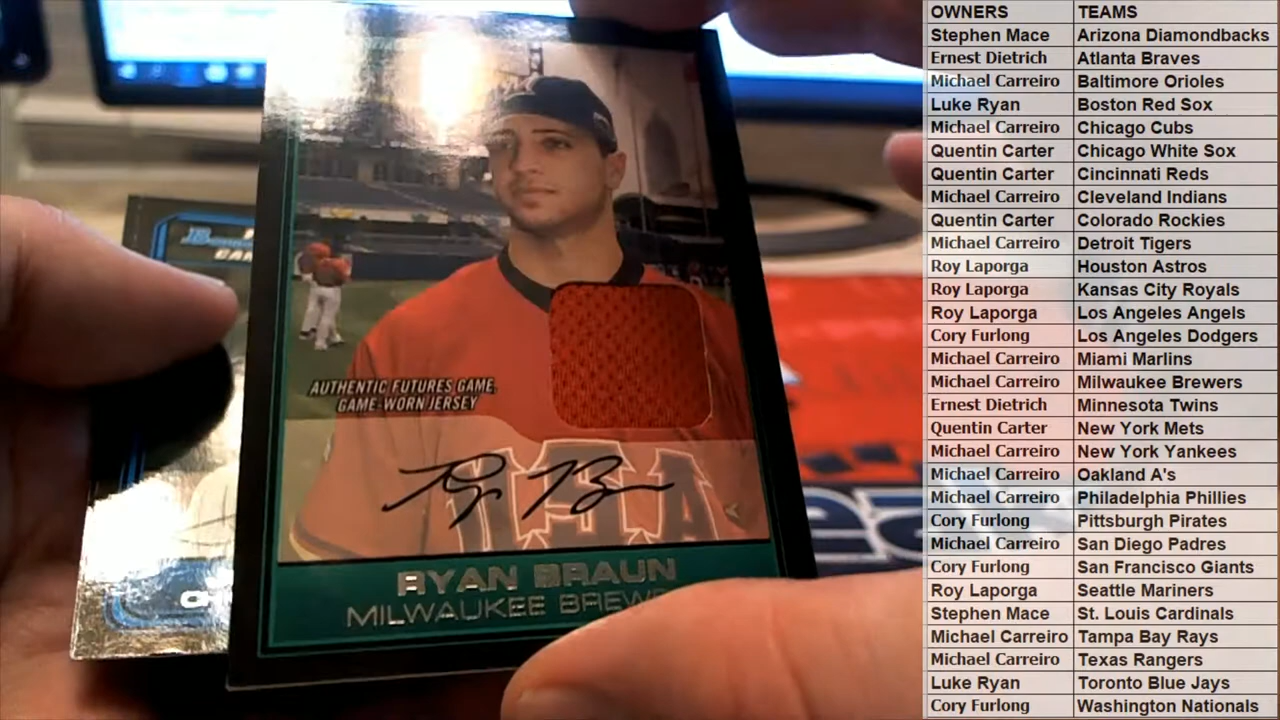 AUTHENTIC FUTURES GAME,
GAME-WORN JERSEY
USA
RYAN BRAUN
MILWAUKEE BREW
OWNERS TEAMS
Stephen Mace Arizona Diamondbacks
Ernest Dietrich Atlanta Braves
Michael Carreiro Baltimore Orioles
Luke Ryan Boston Red Sox
Michael Carreiro Chicago Cubs
Quentin Carter Chicago White Sox
Quentin Carter Cincinnati Reds
Michael Carreiro Cleveland Indians
Quentin Carter Colorado Rockies
Michael Carreiro Detroit Tigers
Roy Laporga Houston Astros
Roy Laporga Kansas City Royals
Roy Laporga Los Angeles Angels
Cory Furlong Los Angeles Dodgers
Michael Carreiro Miami Marlins
Michael Carreiro Milwaukee Brewers
Ernest Dietrich Minnesota Twins
Quentin Carter New York Mets
Michael Carreiro New York Yankees
Michael Carreiro Oakland A's
Michael Carreiro Philadelphia Phillies
Cory Furlong Pittsburgh Pirates
Michael Carreiro San Diego Padres
Cory Furlong San Francisco Giants
Roy Laporga Seattle Mariners
Stephen Mace St. Louis Cardinals
Michael Carreiro Tampa Bay Rays
Michael Carreiro Texas Rangers
Luke Ryan Toronto Blue Jays
Cory Furlong Washington Nationals